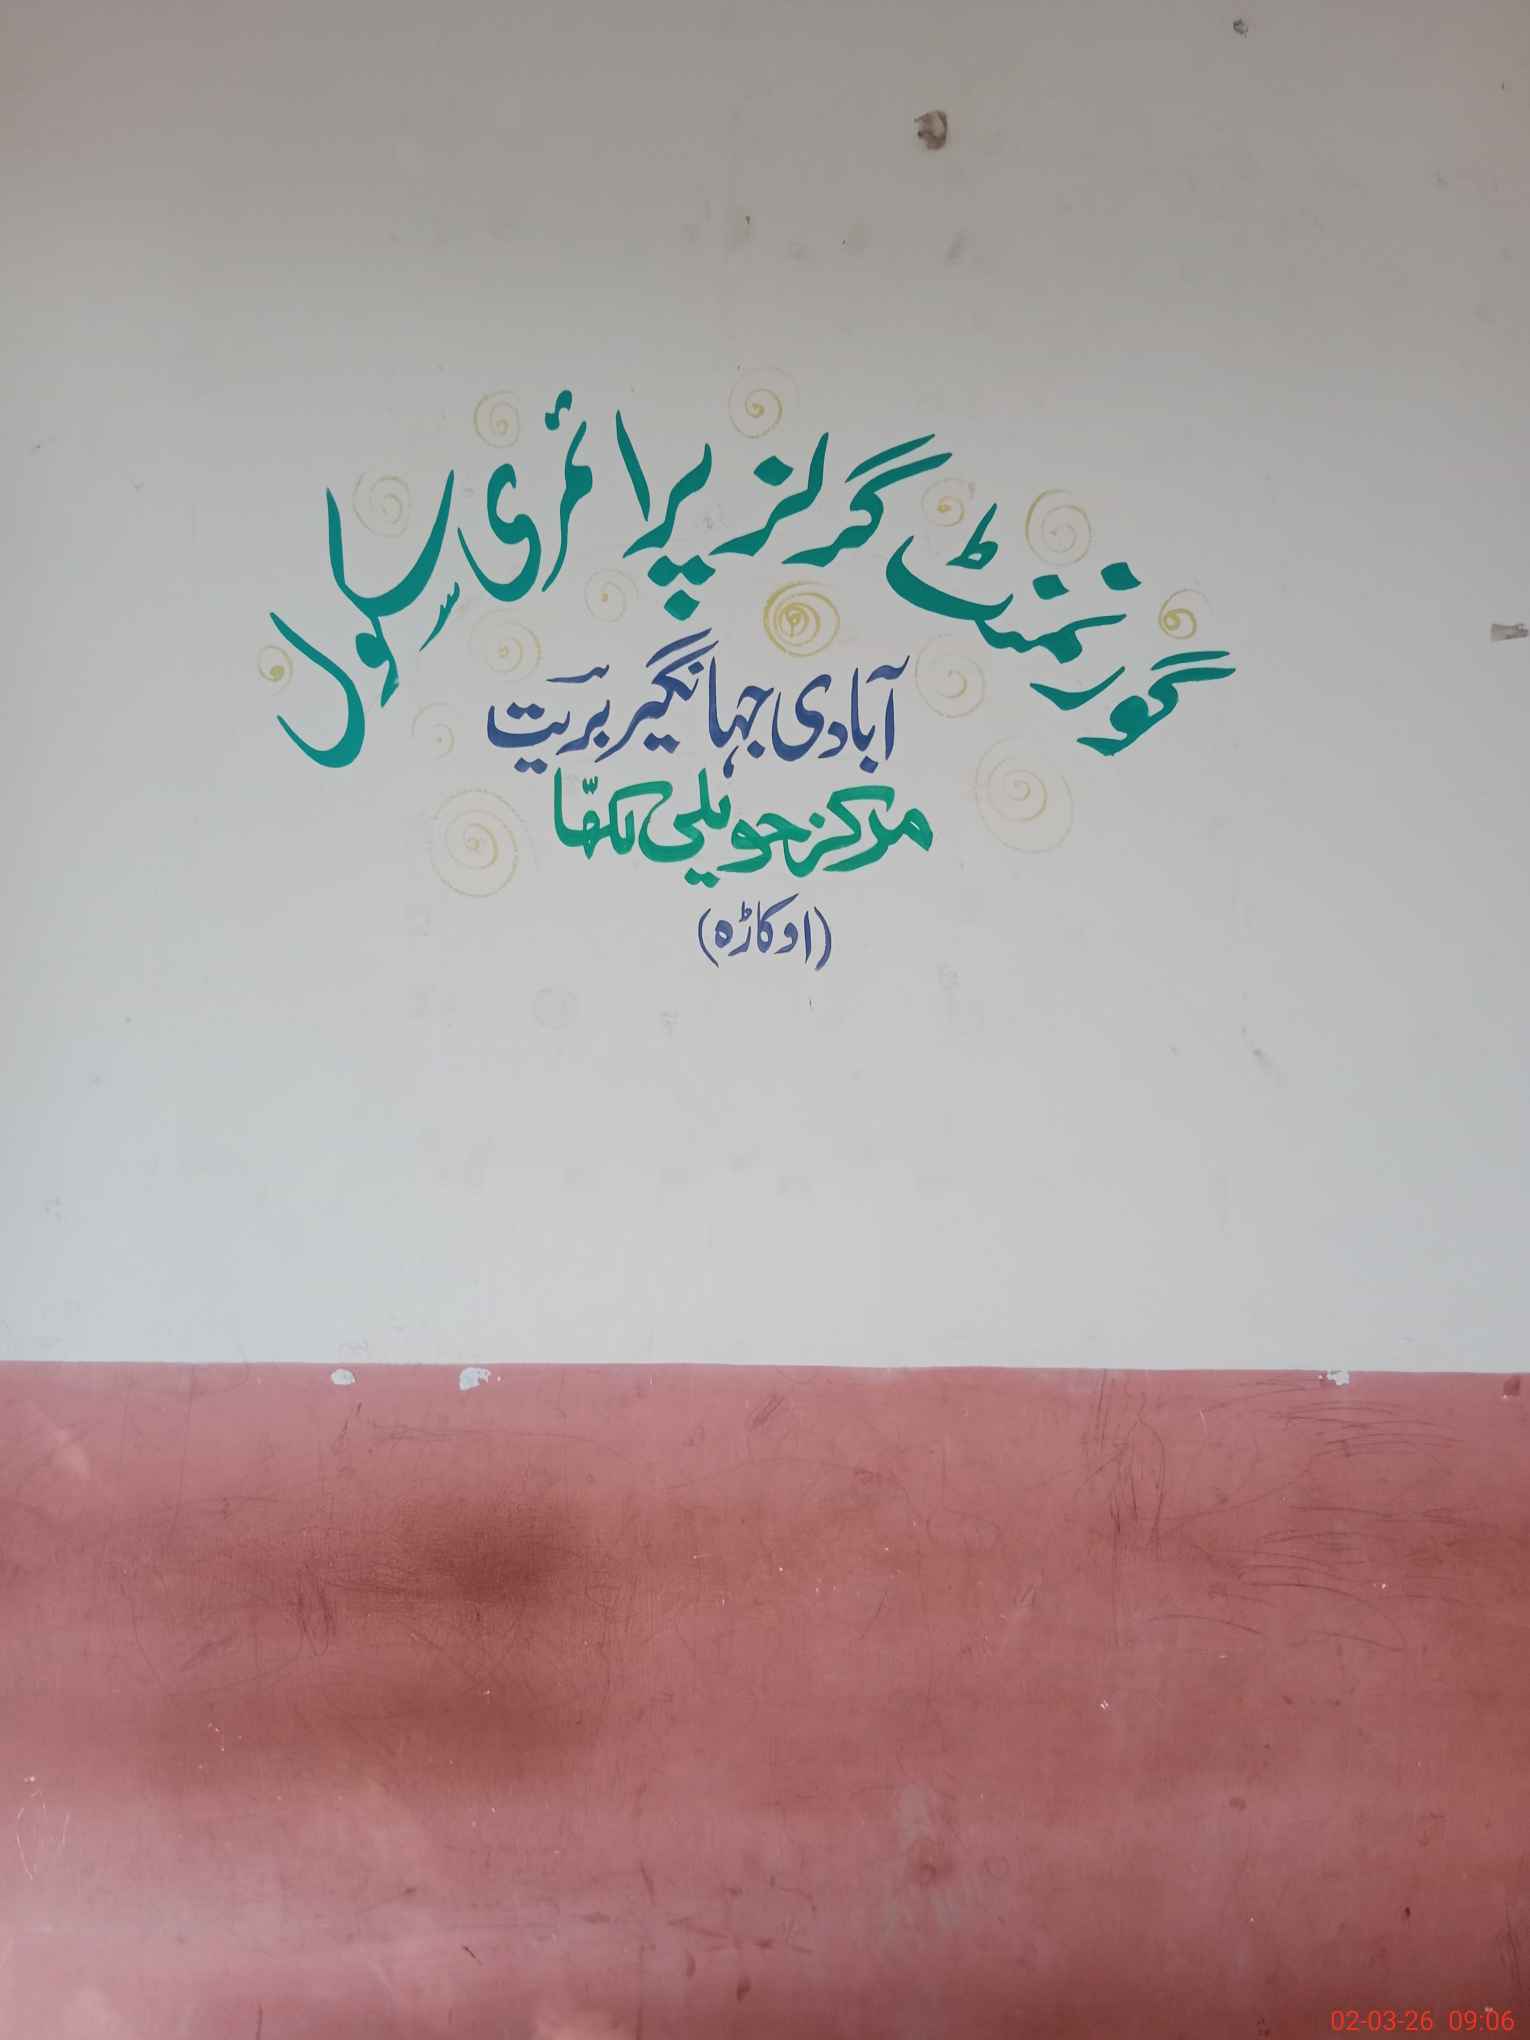 گورنمنٹ گرلز پرائمری سکول
آبادی جہانگیر بریت
مرکز حویلی لکھا
(اوکاڑہ)
02-03-26 09:06